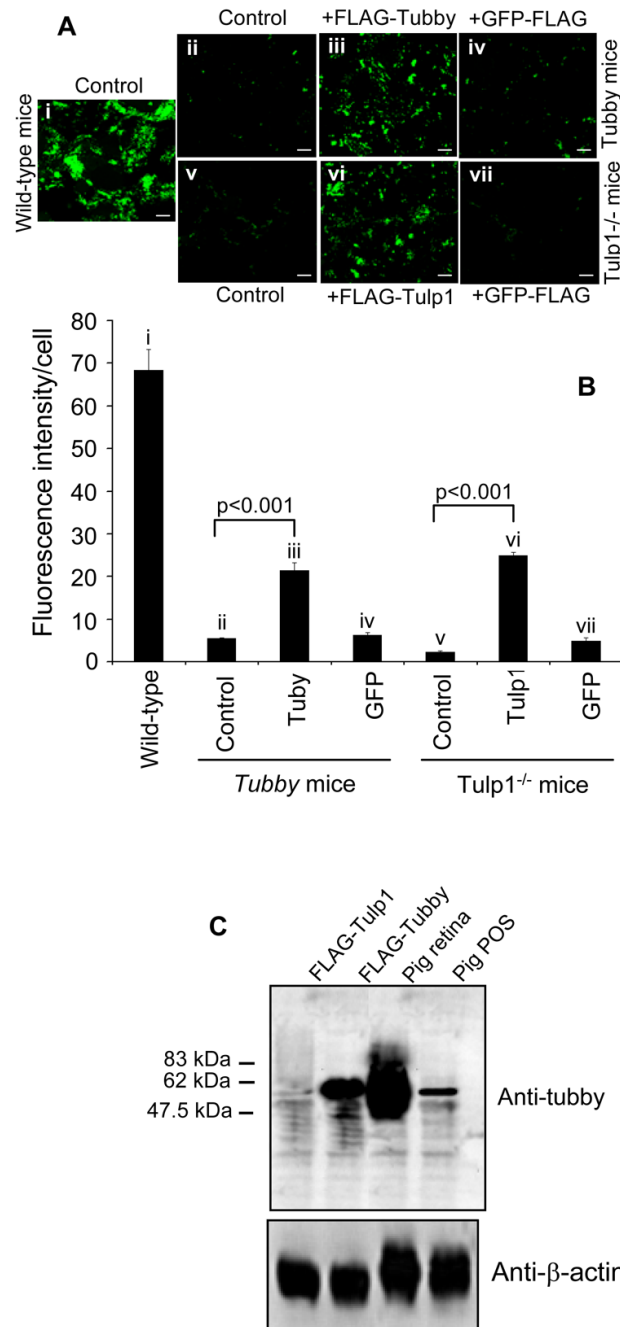 A
Control
+FLAG-Tubby
+GFP-FLAG
Control
i
ii
iii
iv
Wild-type mice
Tubby mice
v
vi
vii
Tulp1-/- mice
Control
+FLAG-Tulp1
+GFP-FLAG
B
Fluorescence intensity/cell
80
70
60
50
40
30
20
10
0
i
p<0.001
p<0.001
ii
iii
iv
v
vi
vii
Wild-type
Control
Tuby
GFP
Control
Tulp1
GFP
Tubby mice
Tulp1-/- mice
C
FLAG-Tulp1
FLAG-Tubby
Pig retina
Pig POS
83 kDa
62 kDa
47.5 kDa
Anti-tubby
Anti-β-actin